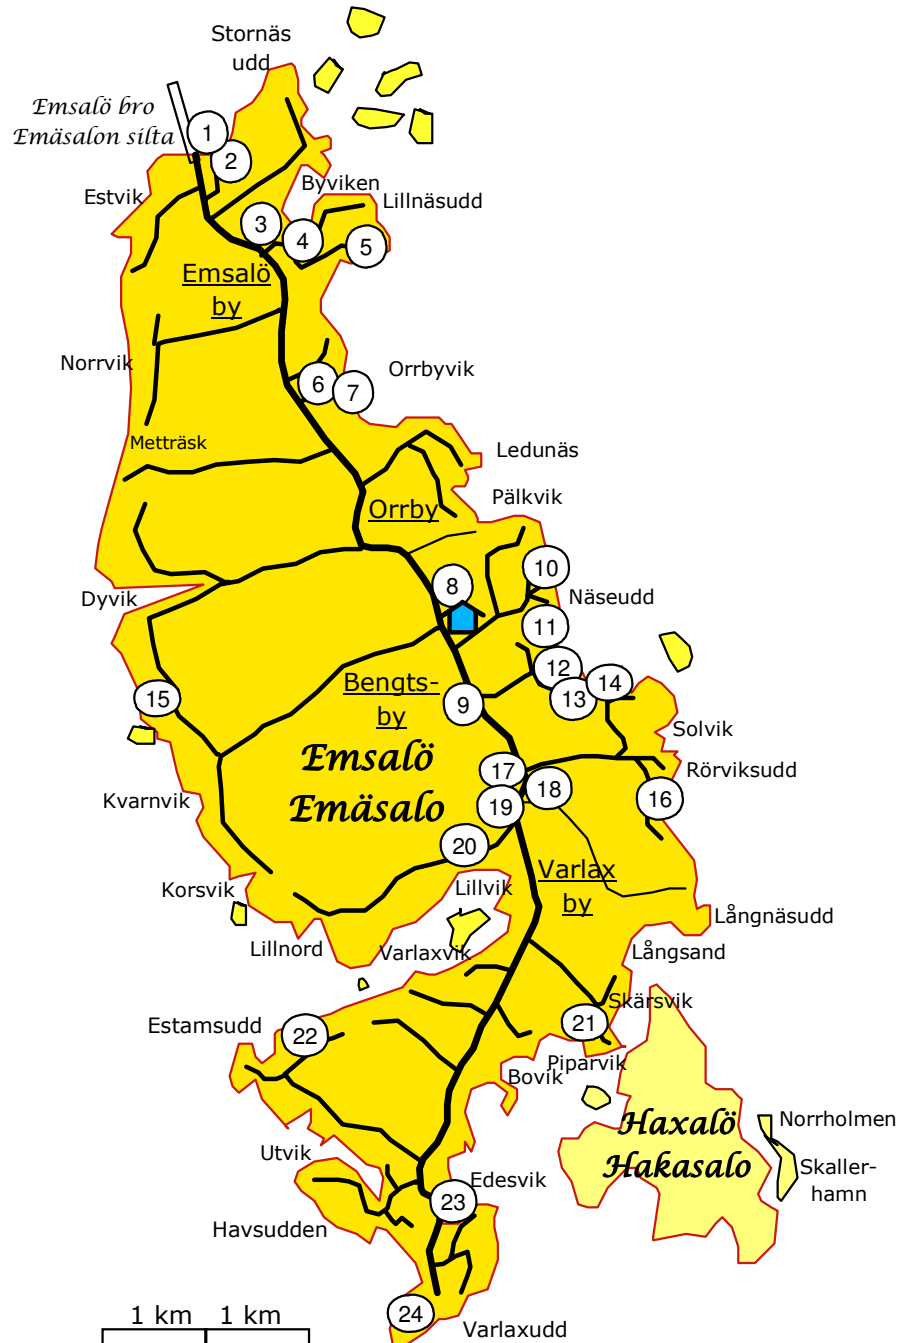 Stornäs
udd
Emsalö bro
Emäsalon silta
1
2
Estvik
Byviken
Lillnäsudd
3
4
5
Emsalö
by
Norrvik
Orrbyvik
6
7
Metträsk
Ledunäs
Pälkvik
Orrby
8
10
Dyvik
Näseudd
11
12
13
14
15
Bengts-
by
9
Solvik
Emsalö
Emäsalo
17
18
Rörviksudd
16
Kvarnvik
19
20
Varlax
by
Korsvik
Lillvik
Långnäsudd
Lillnord
Varlaxvik
Långsand
Skärsvik
Estamsudd
22
21
Piparvik
Bovik
Haxalö
Hakasalo
Norrholmen
Skaller-
hamn
Utvik
Edesvik
23
Havsudden
1 km
1 km
24
Varlaxudd